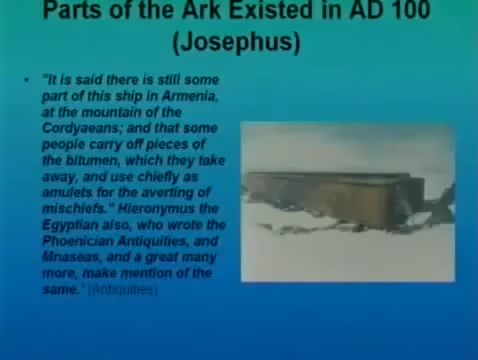 Parts of the Ark Existed in AD 100
(Josephus)
• "It is said there is still some
part of this ship in Armenia,
at the mountain of the
Cordyaeans; and that some
people carry off pieces of
the bitumen, which they take
away, and use chiefly as
amulets for the averting of
mischiefs." Hieronymus the
Egyptian also, who wrote the
Phoenician Antiquities, and
Mnaseas, and a great many
more, make mention of the
same.' (Antiquities)